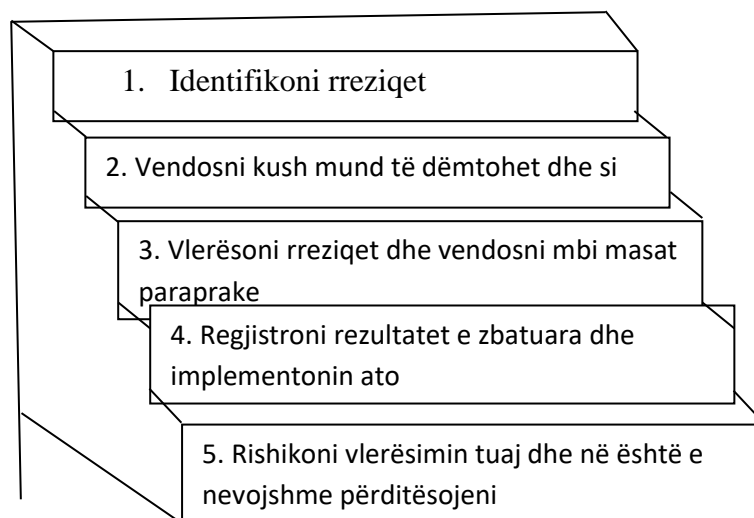 1. Identifikoni rreziqet
2. Vendosni kush mund të dëmtohet dhe si
3. Vlerësoni rreziqet dhe vendosni mbi masat
paraprake
4. Regjistroni rezultatet e zbatuara dhe
implementonin ato
5. Rishikoni vlerësimin tuaj dhe në është e
nevojshme përditësojeni